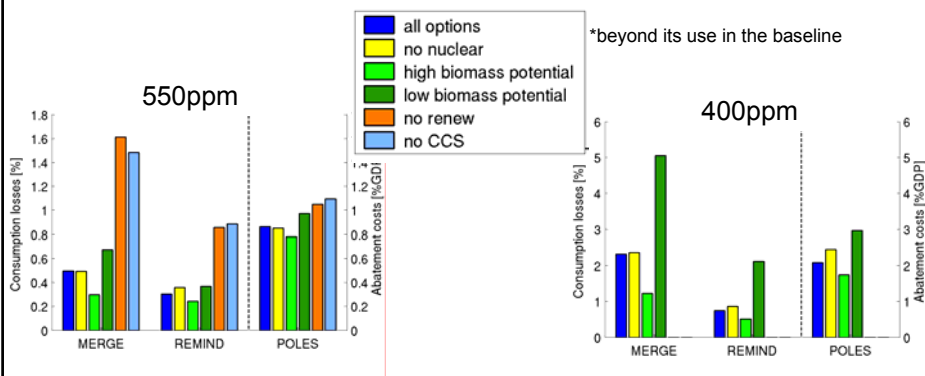 all options
no nuclear
high biomass potential
low biomass potential
no renew
no CCS
*beyond its use in the baseline
550ppm
1.8
1.6
1.4
1.2
1
0.8
0.6
0.4
0.2
0
Consumption losses [%]
MERGE
REMIND
POLES
1.4
1.2
1
0.8
0.6
0.4
0.2
0
Abatement costs [%GDP
400ppm
6
5
4
3
2
1
0
Consumption losses [%]
MERGE
REMIND
POLES
6
5
4
3
2
1
0
Abatement costs [%GDP]